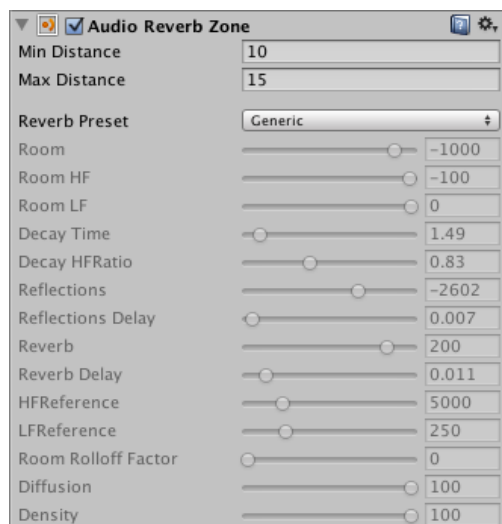 Audio Reverb Zone
Min Distance 10
Max Distance 15
Reverb Preset Generic
Room -1000
Room HF -100
Room LF 0
Decay Time 1.49
Decay HFRatio 0.83
Reflections -2602
Reflections Delay 0.007
Reverb 200
Reverb Delay 0.011
HFReference 5000
LFReference 250
Room Rolloff Factor 0
Diffusion 100
Density 100